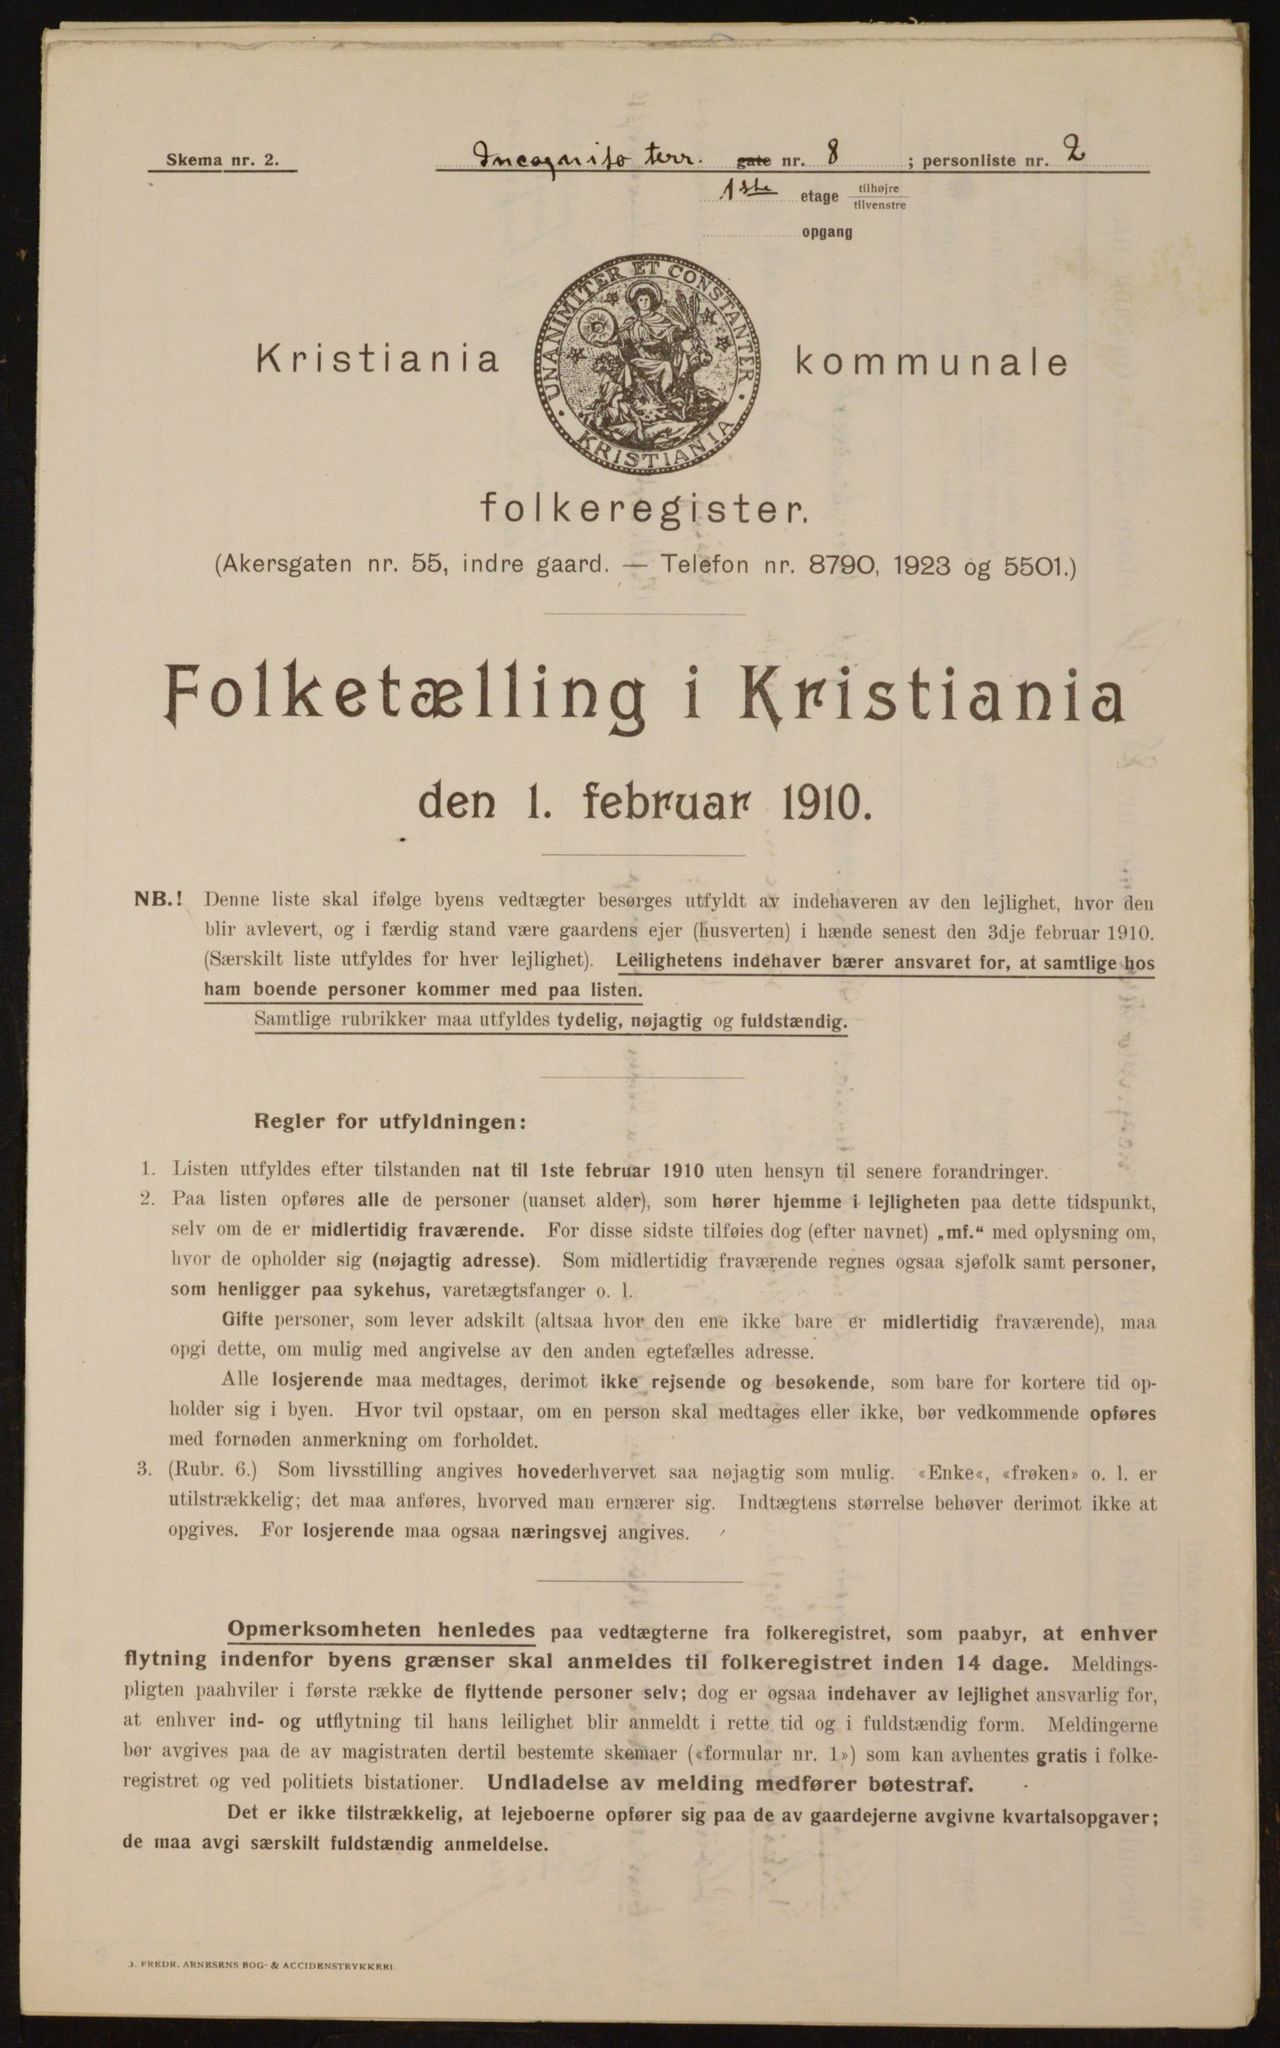 Skema nr. 2.
Incognito terr. gate nr. 8 ; personliste nr. 2
1ste etage tilhøjre
tilvenstre
opgang
UNANIMITER ET CONSTANTER
KRISTIANIA
Kristiania kommunale
folkeregister.
(Akersgaten nr. 55, indre gaard. — Telefon nr. 8790, 1923 og 5501.)
Folketælling i Kristiania
den 1. februar 1910.
NB.! Denne liste skal ifølge byens vedtægter besørges utfyldt av indehaveren av den lejlighet, hvor den
blir avlevert, og i færdig stand være gaardens ejer (husverten) i hænde senest den 3dje februar 1910.
(Særskilt liste utfyldes for hver lejlighet). Leilighetens indehaver bærer ansvaret for, at samtlige hos
ham boende personer kommer med paa listen.
Samtlige rubrikker maa utfyldes tydelig, nøjagtig og fuldstændig.
Regler for utfyldningen:
1. Listen utfyldes efter tilstanden nat til 1ste februar 1910 uten hensyn til senere forandringer.
2. Paa listen opføres alle de personer (uanset alder), som hører hjemme i lejligheten paa dette tidspunkt,
selv om de er midlertidig fraværende. For disse sidste tilføies dog (efter navnet) „mf.“ med oplysning om,
hvor de opholder sig (nøjagtig adresse). Som midlertidig fraværende regnes ogsaa sjøfolk samt personer,
som henligger paa sykehus, varetægtsfanger o. l.
Gifte personer, som lever adskilt (altsaa hvor den ene ikke bare er midlertidig fraværende), maa
opgi dette, om mulig med angivelse av den anden egtefælles adresse.
Alle losjerende maa medtages, derimot ikke rejsende og besøkende, som bare for kortere tid op-
holder sig i byen. Hvor tvil opstaar, om en person skal medtages eller ikke, bør vedkommende opføres
med fornøden anmerkning om forholdet.
3. (Rubr. 6.) Som livsstilling angives hovederhvervet saa nøjagtig som mulig. «Enke«, «frøken» o. l. er
utilstrækkelig; det maa anføres, hvorved man ernærer sig. Indtægtens størrelse behøver derimot ikke at
opgives. For losjerende maa ogsaa næringsvej angives.
Opmerksomheten henledes paa vedtægterne fra folkeregistret, som paabyr, at enhver
flytning indenfor byens grænser skal anmeldes til folkeregistret inden 14 dage. Meldings-
pligten paahviler i første række de flyttende personer selv; dog er ogsaa indehaver av lejlighet ansvarlig for,
at enhver ind- og utflytning til hans leilighet blir anmeldt i rette tid og i fuldstændig form. Meldingerne
bør avgives paa de av magistraten dertil bestemte skemaer («formular nr. 1») som kan avhentes gratis i folke-
registret og ved politiets bistationer. Undladelse av melding medfører bøtestraf.
Det er ikke tilstrækkelig, at lejeboerne opfører sig paa de av gaardejerne avgivne kvartalsopgaver;
de maa avgi særskilt fuldstændig anmeldelse.
J. FREDR. ARNESENS BOG- & ACCIDENSTRYKKERI.